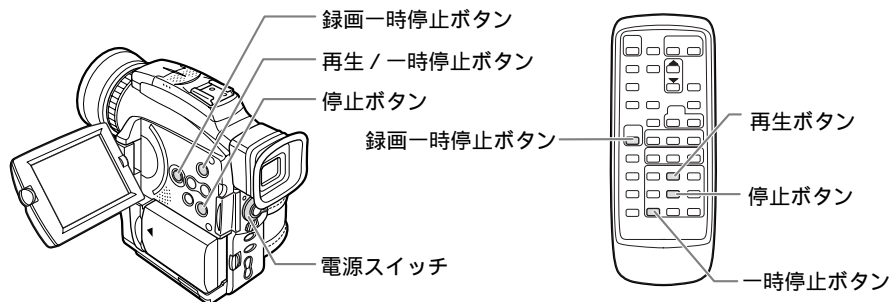 録画一時停止ボタン
再生 / 一時停止ボタン
停止ボタン
電源スイッチ
録画一時停止ボタン
再生ボタン
停止ボタン
一時停止ボタン